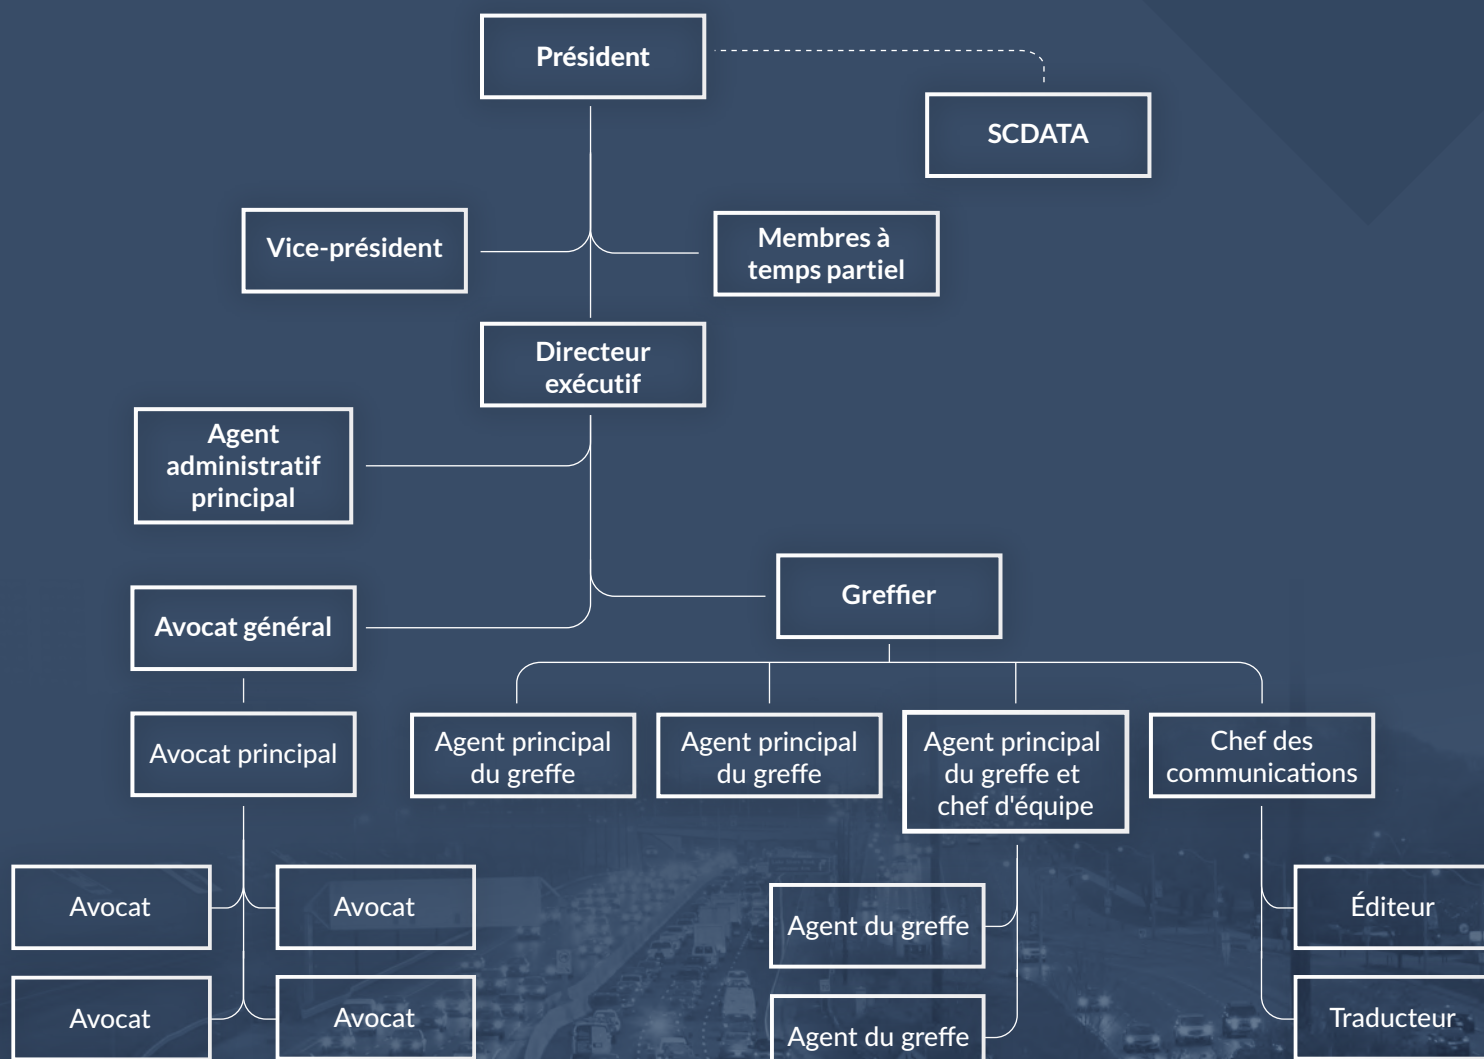 Président
SCDATA
Vice-président
Membres à
temps partiel
Directeur
exécutif
Agent
administratif
principal
Greffier
Avocat général
Avocat principal
Agent principal
du greffe
Agent principal
du greffe
Agent principal
du greffe et
chef d'équipe
Chef des
communications
Avocat
Avocat
Agent du greffe
Éditeur
Avocat
Avocat
Agent du greffe
Traducteur